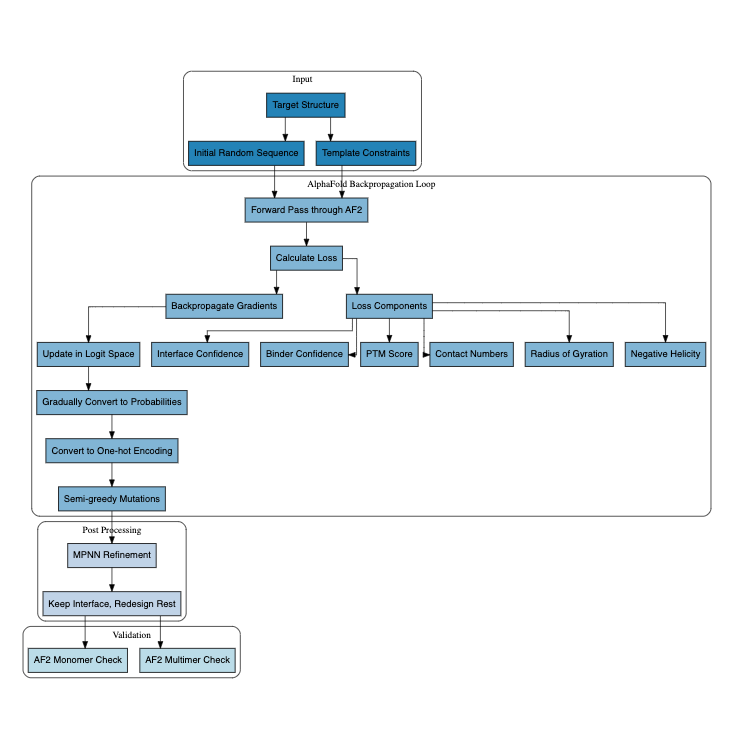 Input
Target Structure
Initial Random Sequence
Template Constraints
AlphaFold Backpropagation Loop
Forward Pass through AF2
Calculate Loss
Backpropagate Gradients
Loss Components
Update in Logit Space
Interface Confidence
Binder Confidence
PTM Score
Contact Numbers
Radius of Gyration
Negative Helicity
Gradually Convert to Probabilities
Convert to One-hot Encoding
Semi-greedy Mutations
Post Processing
MPNN Refinement
Keep Interface, Redesign Rest
Validation
AF2 Monomer Check
AF2 Multimer Check